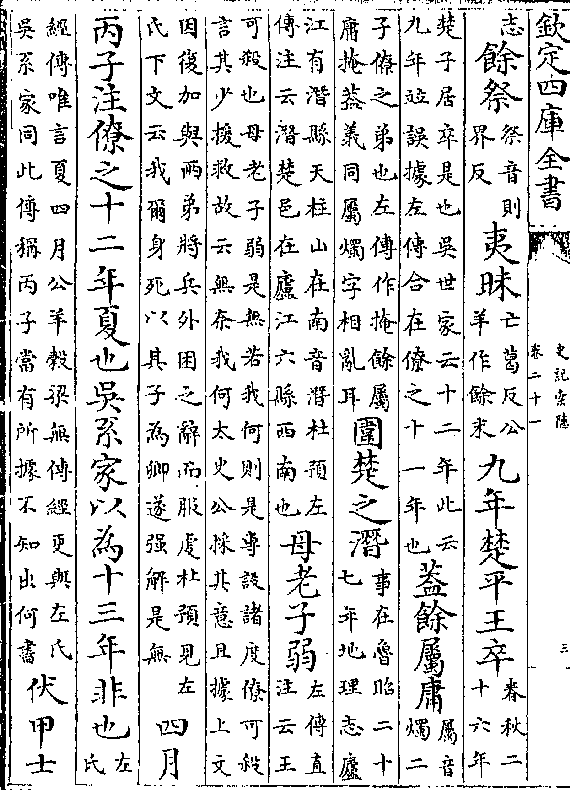 欽定四庫全書
史記索隱
卷二十一
三
志餘祭祭音則
界反夷昧亡葛反公
羊作餘末九年楚平王卒春秋二
十六年
楚子居卒是也吳世家云十二年此云
九年並誤據左傳合在僚之十一年也蓋餘屬庸屬音
燭二
子僚之弟也左傳作掩餘屬
庸掩蓋義同屬燭字相亂耳圍楚之潛事在魯昭二十
七年地理志廬
江有潛縣天柱山在南音潛杜預左
傳注云潛楚邑在廬江六縣西南也母老子弱左傳直
注云王
可殺也母老子弱是無若我何則是專設諸度僚可殺
言其少援救故云無奈我何太史公採其意且據上文
因復加與兩弟將兵外困之辭而服虔杜預見左
氏下文云我爾身死以其子為卿遂强解是無四月
丙子注僚之十二年夏也吳系家以為十三年非也左
氏
經傳唯言夏四月公羊穀梁無傳經更與左氏
吳系家同此傳稱丙子當有所據不知出何書伏甲士